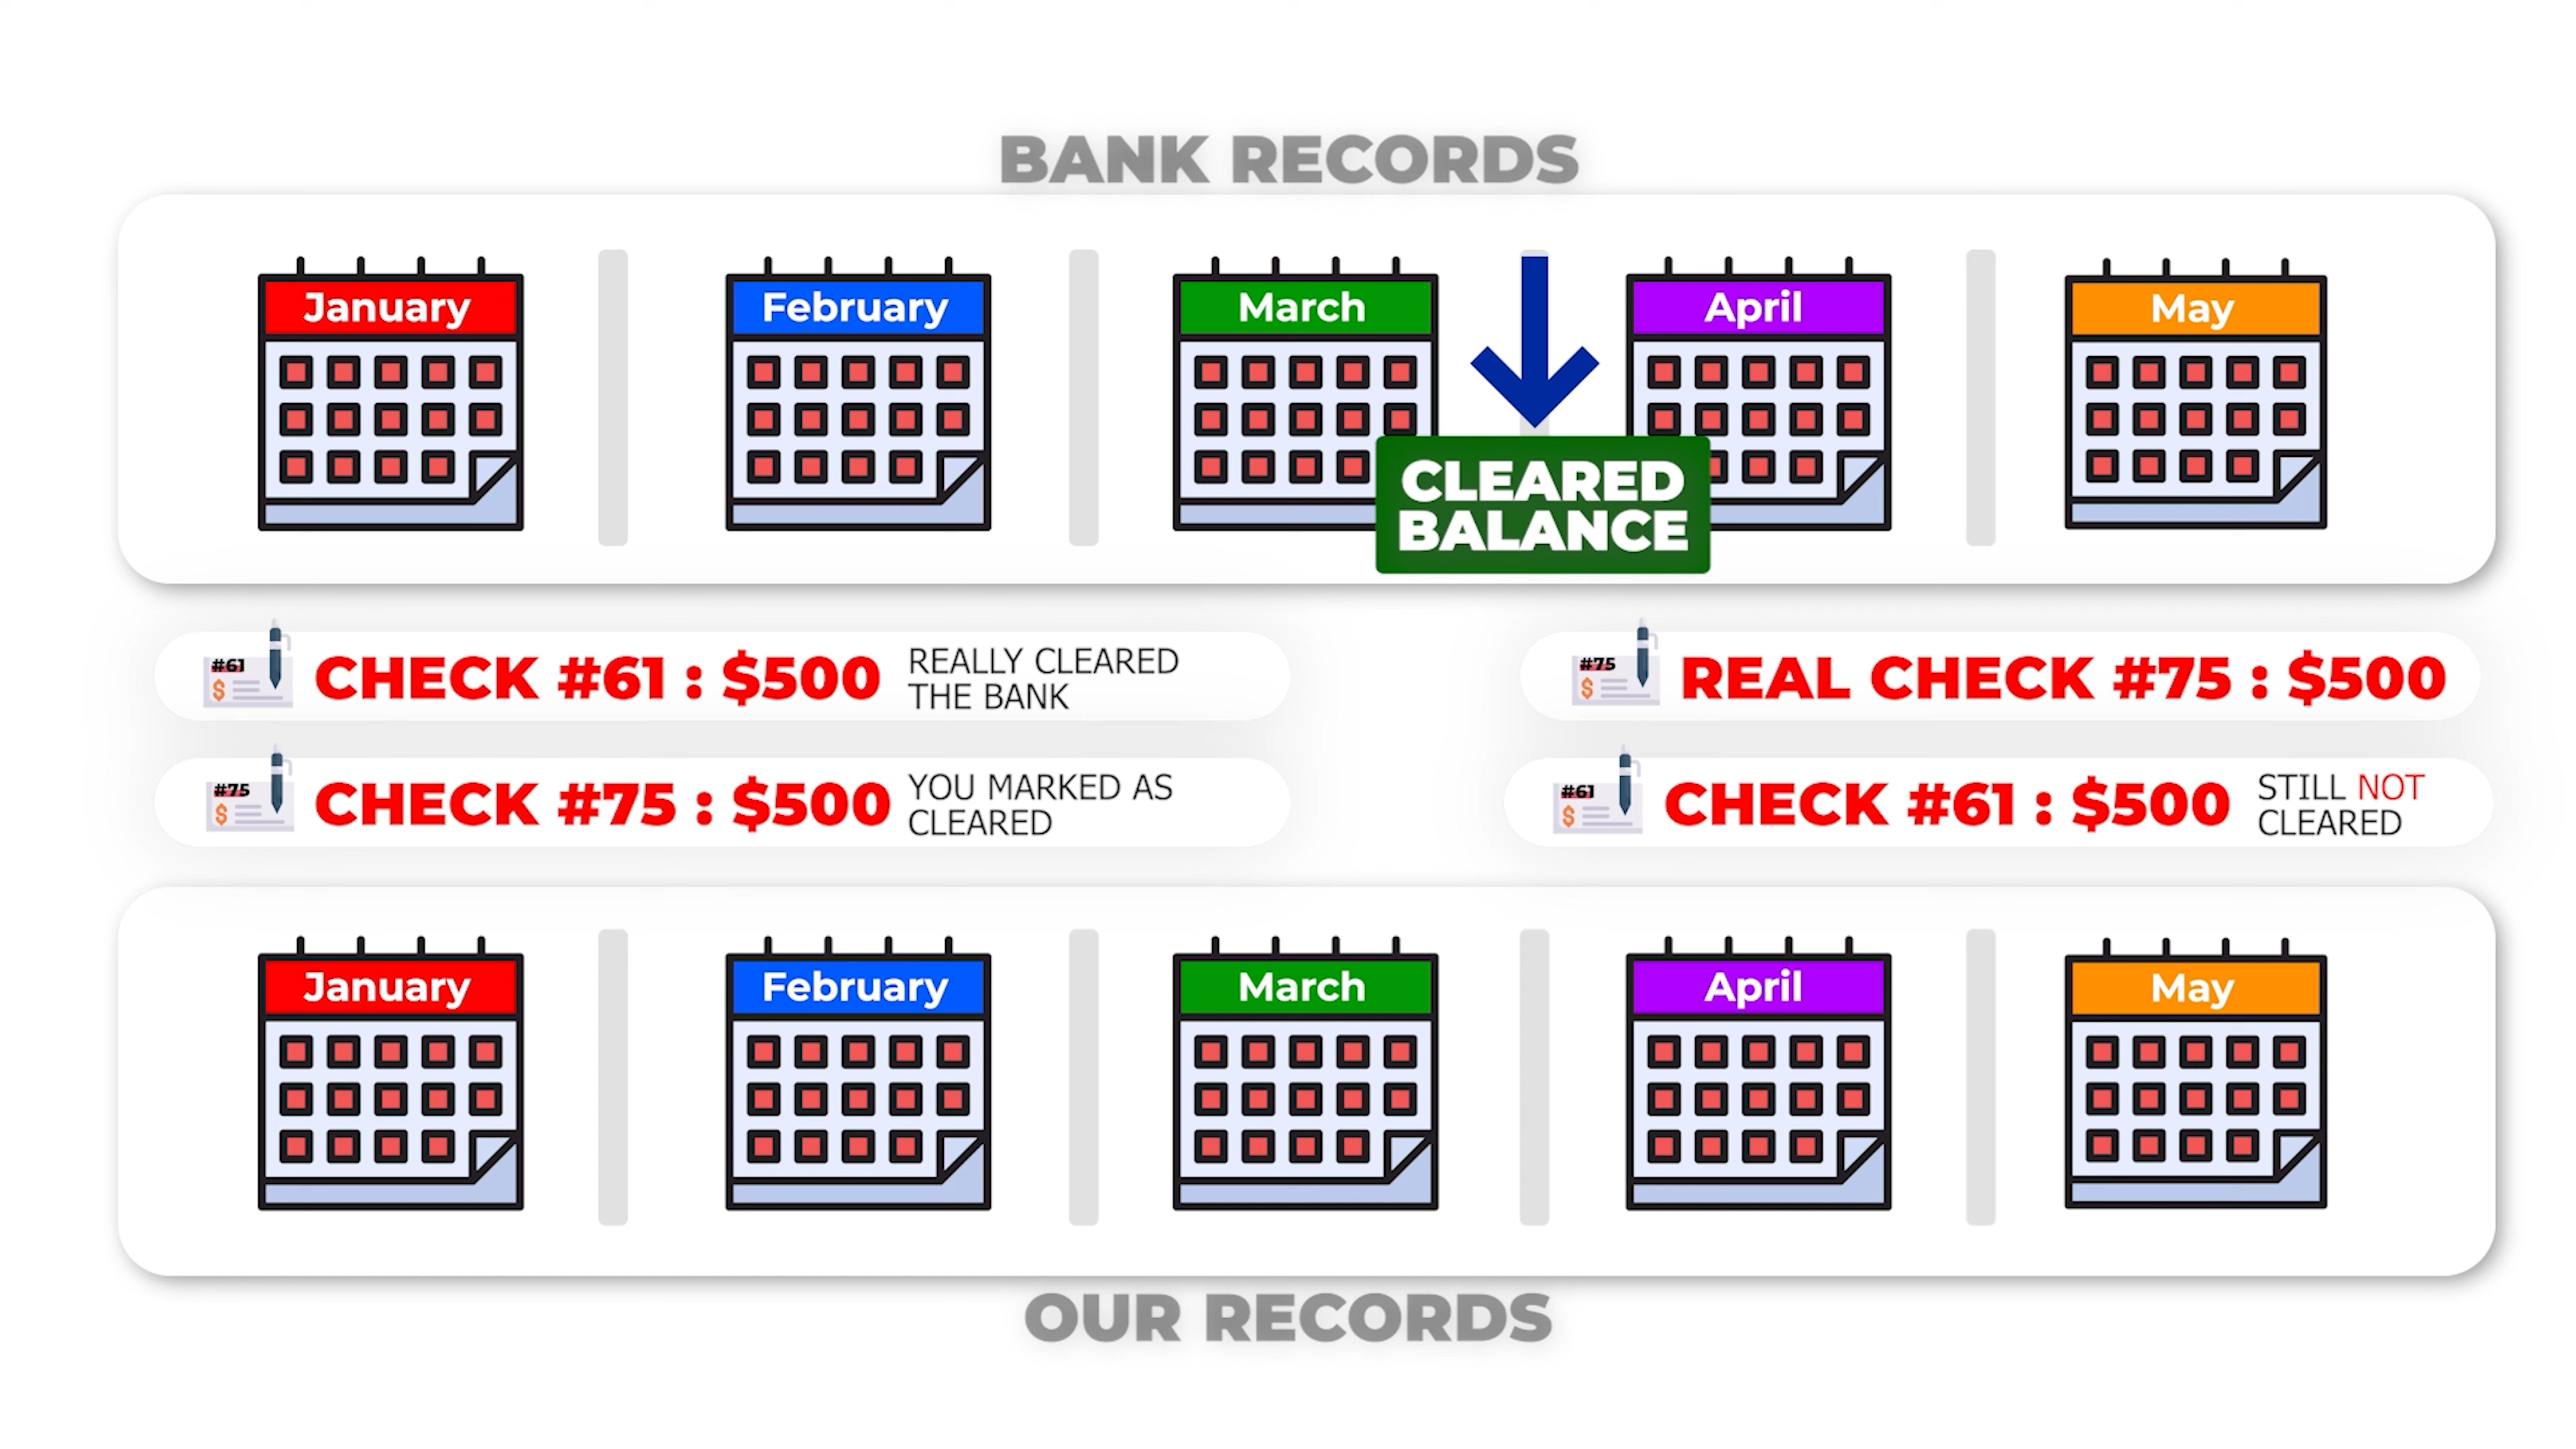 BANK RECORDS
January
February
March
April
May
CLEARED
BALANCE
#61
CHECK #61 : $500
REALLY CLEARED
THE BANK
#75
REAL CHECK #75 : $500
#75
CHECK #75 : $500
YOU MARKED AS
CLEARED
#61
CHECK #61 : $500
STILL NOT
CLEARED
January
February
March
April
May
OUR RECORDS